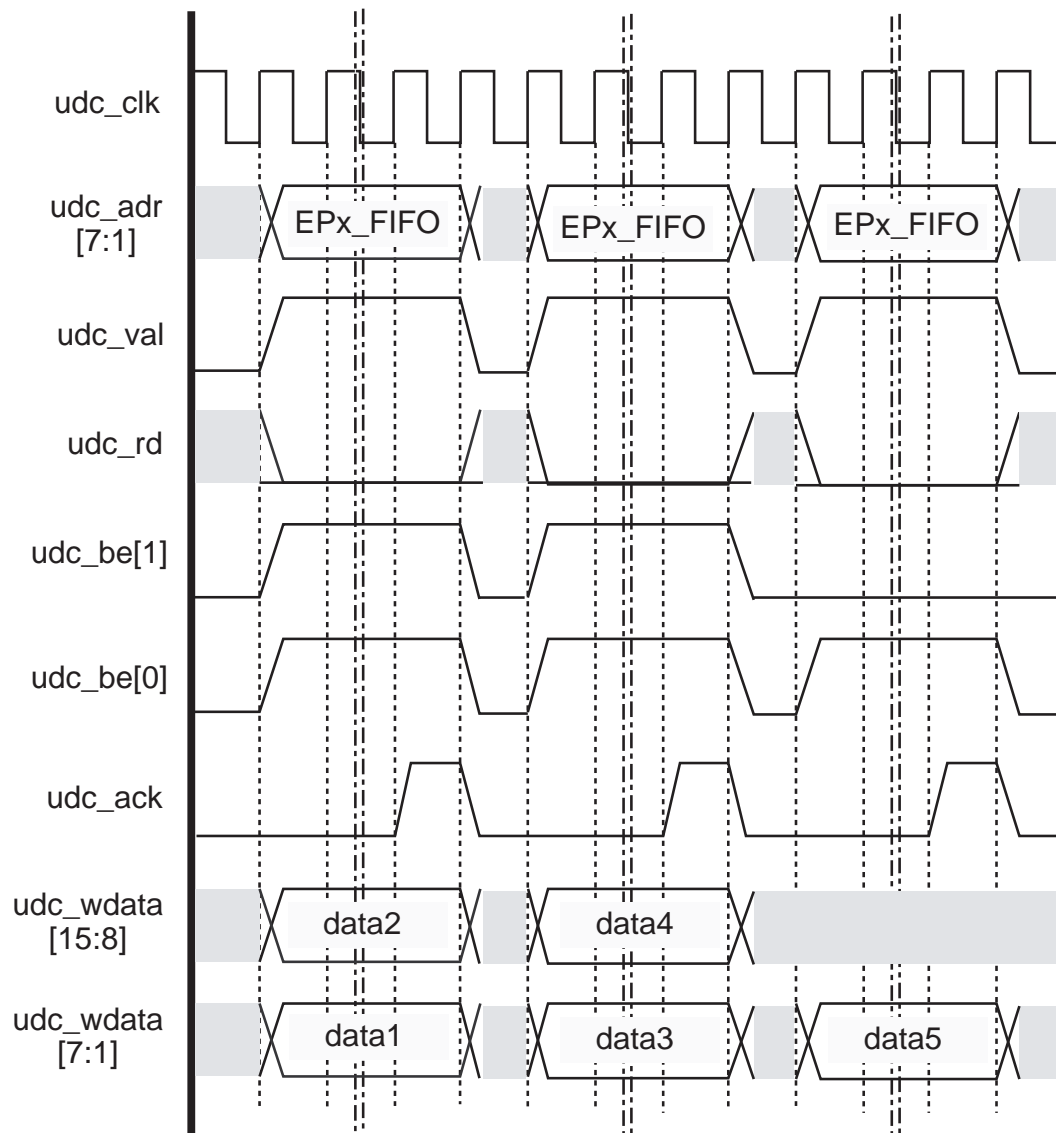 udc_clk
udc_adr
[7:1]
EPx_FIFO EPx_FIFO EPx_FIFO
udc_val
udc_rd
udc_be[1]
udc_be[0]
udc_ack
udc_wdata
[15:8]
data2 data4
udc_wdata
[7:1]
data1 data3 data5